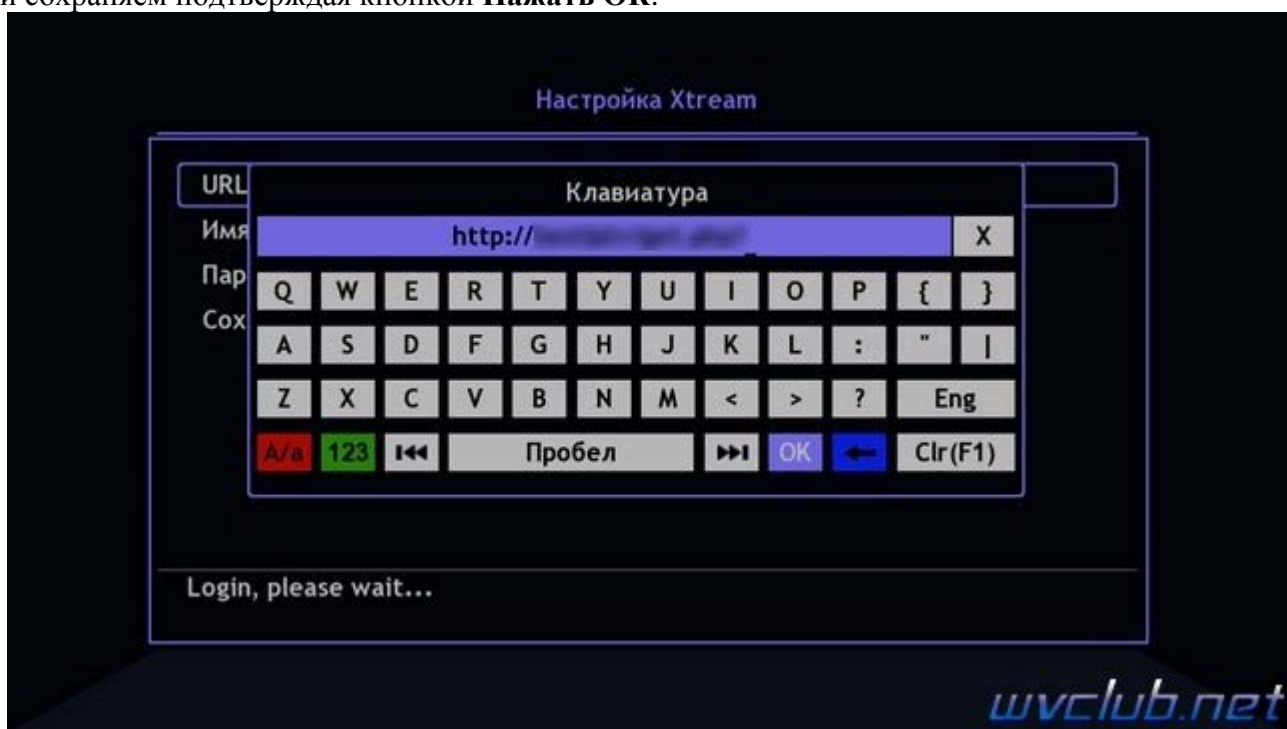 и сохраняем подтверждая кнопкой Нажать OK.
Настройка Xtream
URL
Клавиатура
Имя
http://
X
Пар
Q W E R T Y U I O P { }
Сох
A S D F G H J K L : " |
Z X C V B N M < > ? Eng
A/a 123 Пробел OK Clr(F1)
Login, please wait...
wvclub.net